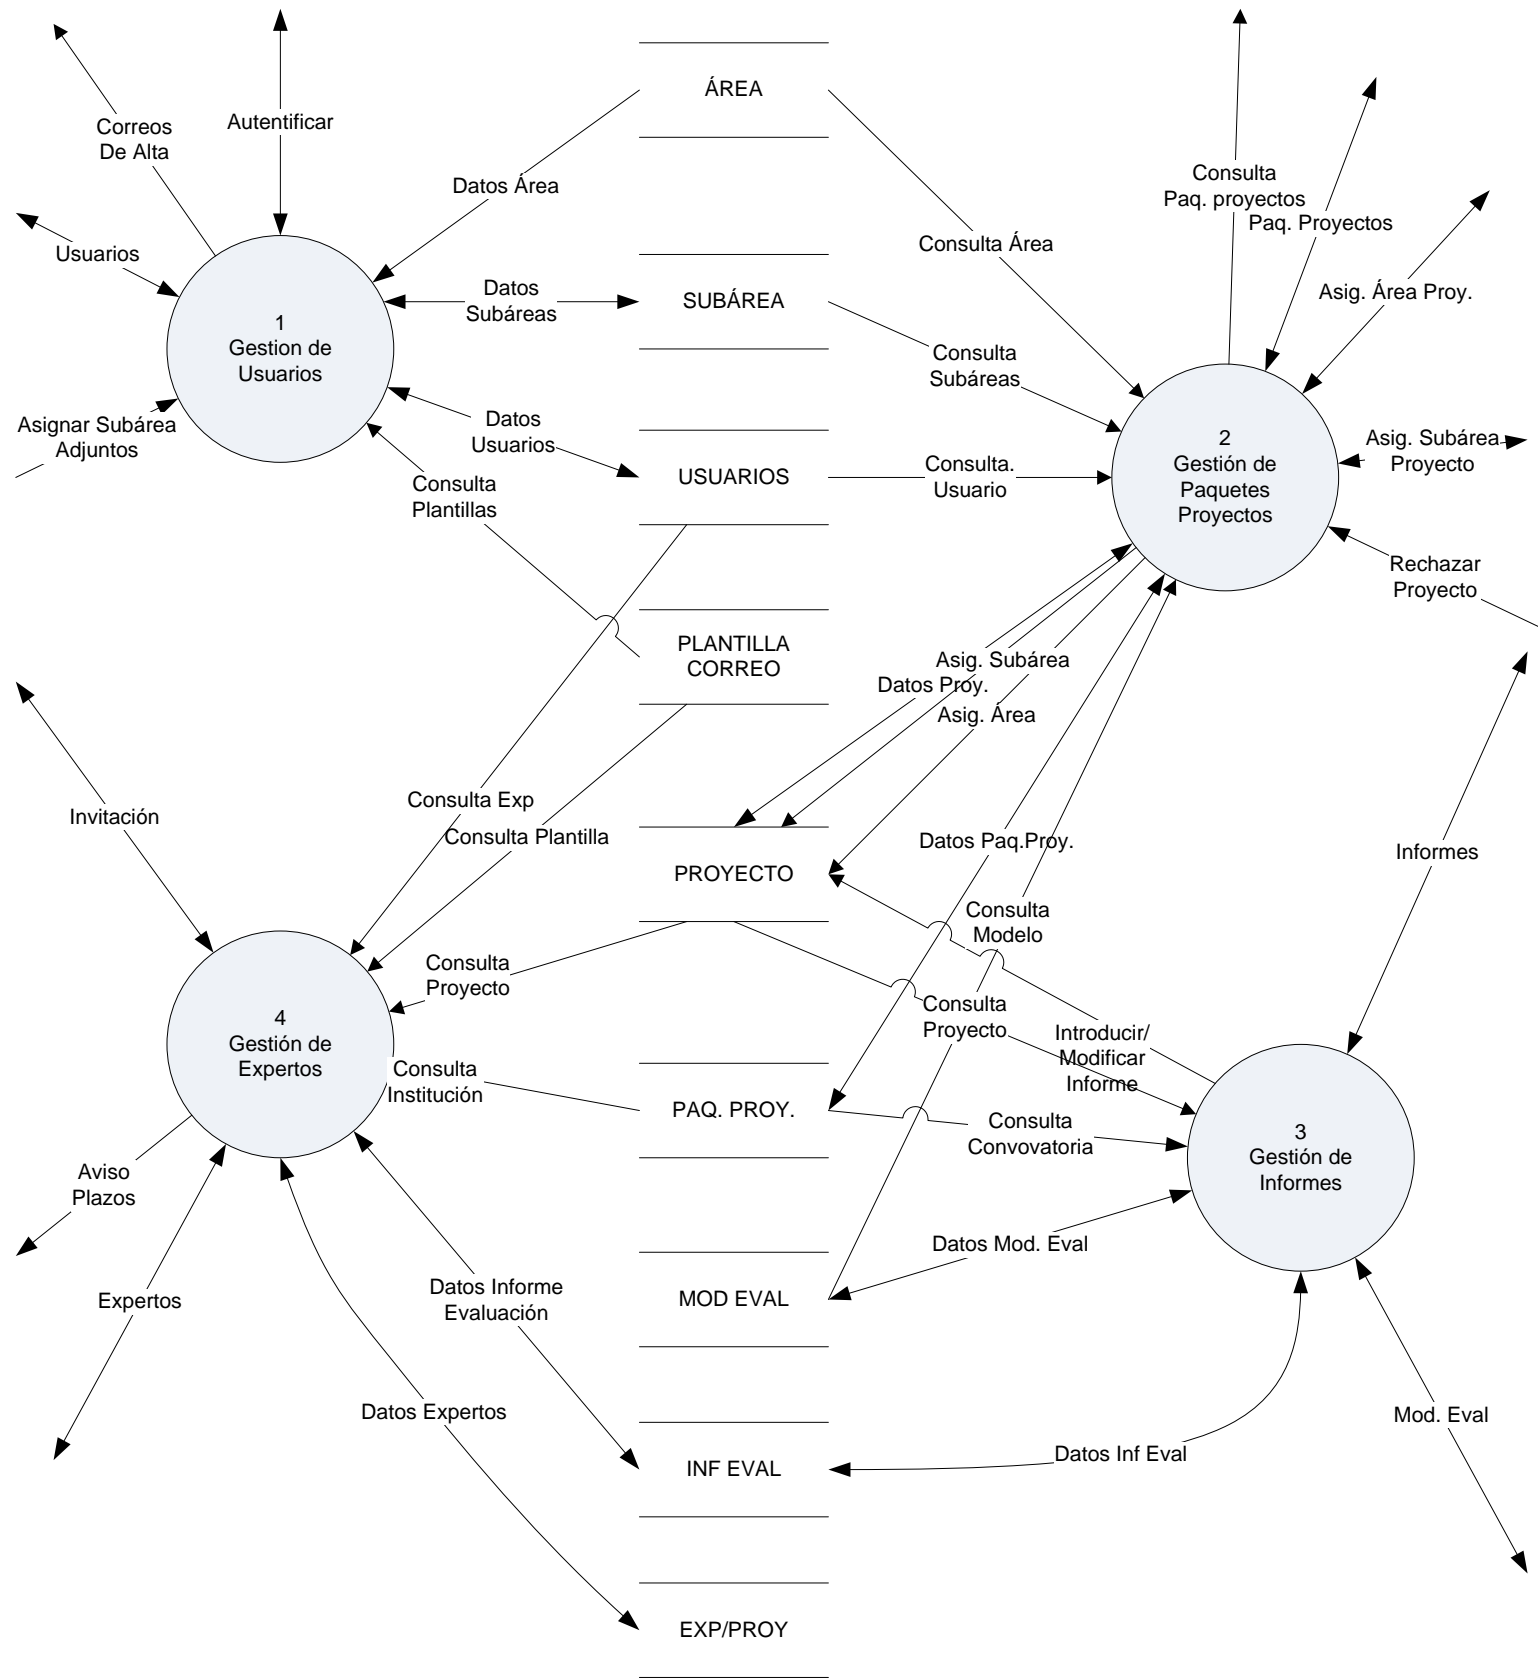 ÁREA
Correos
De Alta
Autentificar
Datos Área
Consulta
Paq. proyectos
Paq. Proyectos
Usuarios
Consulta Área
Asig. Área Proy.
Datos
Subáreas
SUBÁREA
1
Gestion de
Usuarios
Consulta
Subáreas
Asignar Subárea
Adjuntos
Datos
Usuarios
USUARIOS
Consulta.
Usuario
2
Gestión de
Paquetes
Proyectos
Asig. Subárea
Proyecto
Consulta
Plantillas
Rechazar
Proyecto
PLANTILLA
CORREO
Asig. Subárea
Datos Proy.
Asig. Área
Invitación
Consulta Exp
Consulta Plantilla
PROYECTO
Datos Paq.Proy.
Informes
Consulta
Modelo
Consulta
Proyecto
Consulta
Proyecto
4
Gestión de
Expertos
Introducir/
Modificar
Informe
Consulta
Institución
PAQ. PROY.
Consulta
Convovatoria
3
Gestión de
Informes
Aviso
Plazos
Datos Mod. Eval
Expertos
Datos Informe
Evaluación
MOD EVAL
Datos Expertos
Mod. Eval
INF EVAL
Datos Inf Eval
EXP/PROY